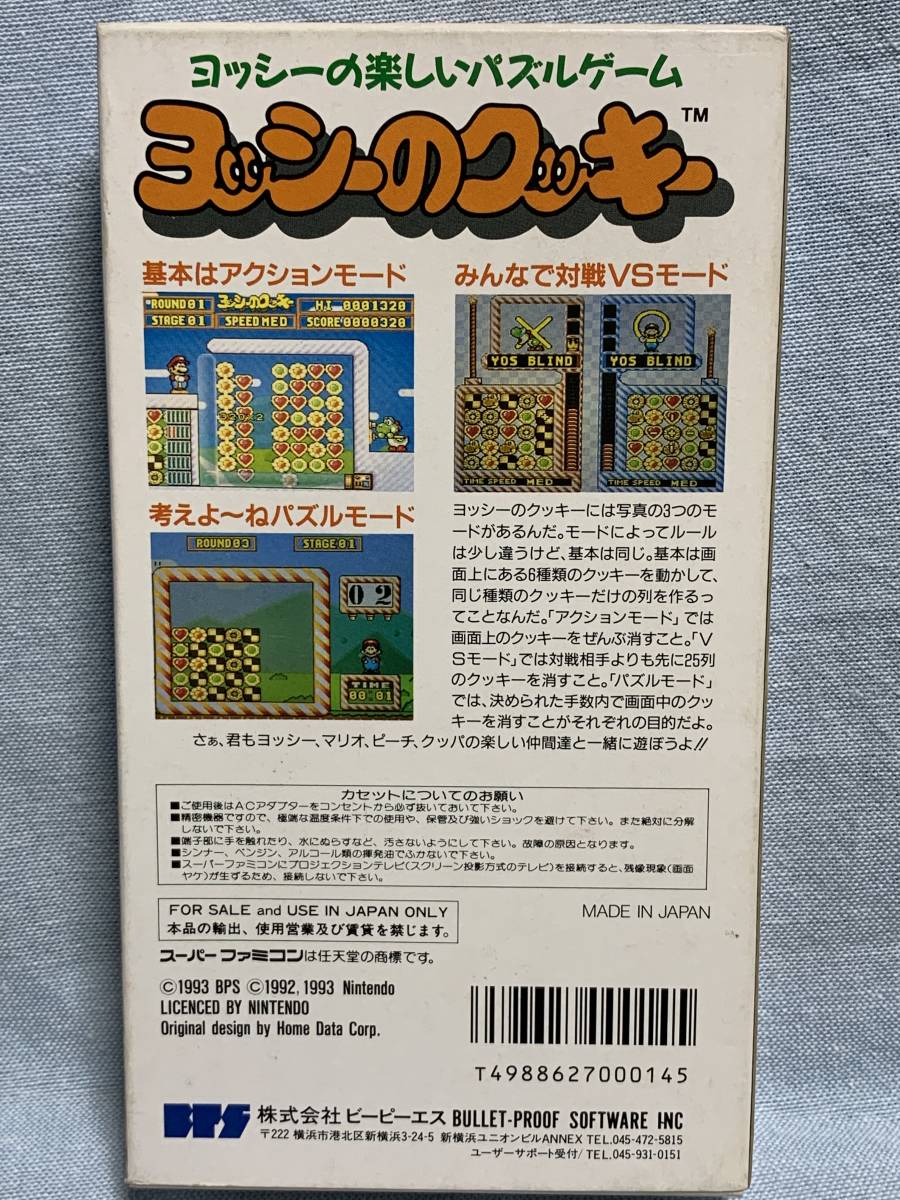 ヨッシーの楽しいパズルゲーム
ヨッシーのクッキー™
基本はアクションモード
ROUND 01
ヨッシーのクッキー
HI 0001320
STAGE 01
SPEED MED
SCORE 0000320
みんなで対戦VSモード
YOS BLIND
YOS BLIND
TIME SPEED MED
TIME SPEED MED
考えよ〜ねパズルモード
ROUND 03
STAGE 01
02
TIME
00 01
ヨッシーのクッキーには写真の3つのモ
ードがあるんだ。モードによってルール
は少し違うけど、基本は同じ。基本は画
面上にある6種類のクッキーを動かして、
同じ種類のクッキーだけの列を作るっ
てことなんだ。「アクションモード」では
画面上のクッキーをぜんぶ消すこと。「V
Sモード」では対戦相手よりも先に25列
のクッキーを消すこと。「パズルモード」
では、決められた手数内で画面中のクッ
キーを消すことがそれぞれの目的だよ。
さぁ、君もヨッシー、マリオ、ピーチ、クッパの楽しい仲間達と一緒に遊ぼうよ!!
カセットについてのお願い
■ご使用後はACアダプターをコンセントから必ず抜いておいて下さい。
■精密機器ですので、極端な温度条件下での使用や、保管及び強いショックを避けて下さい。また絶対に分解
しないで下さい。
■端子部に手を触れたり、水にぬらすなど、汚さないようにして下さい。故障の原因となります。
■シンナー、ベンジン、アルコール類の揮発油でふかないで下さい。
■スーパーファミコンにプロジェクションテレビ(スクリーン投影方式のテレビ)を接続すると、残像現象(画面
ヤケ)が生ずるため、接続しないで下さい。
FOR SALE and USE IN JAPAN ONLY
本品の輸出、使用営業及び賃貸を禁じます。
MADE IN JAPAN
スーパーファミコンは任天堂の商標です。
©1993 BPS ©1992, 1993 Nintendo
LICENCED BY NINTENDO
Original design by Home Data Corp.
T4988627000145
BPS 株式会社ビーピーエス BULLET-PROOF SOFTWARE INC
〒222 横浜市港北区新横浜3-24-5 新横浜ユニオンビルANNEX TEL.045-472-5815
ユーザーサポート受付/TEL.045-931-0151